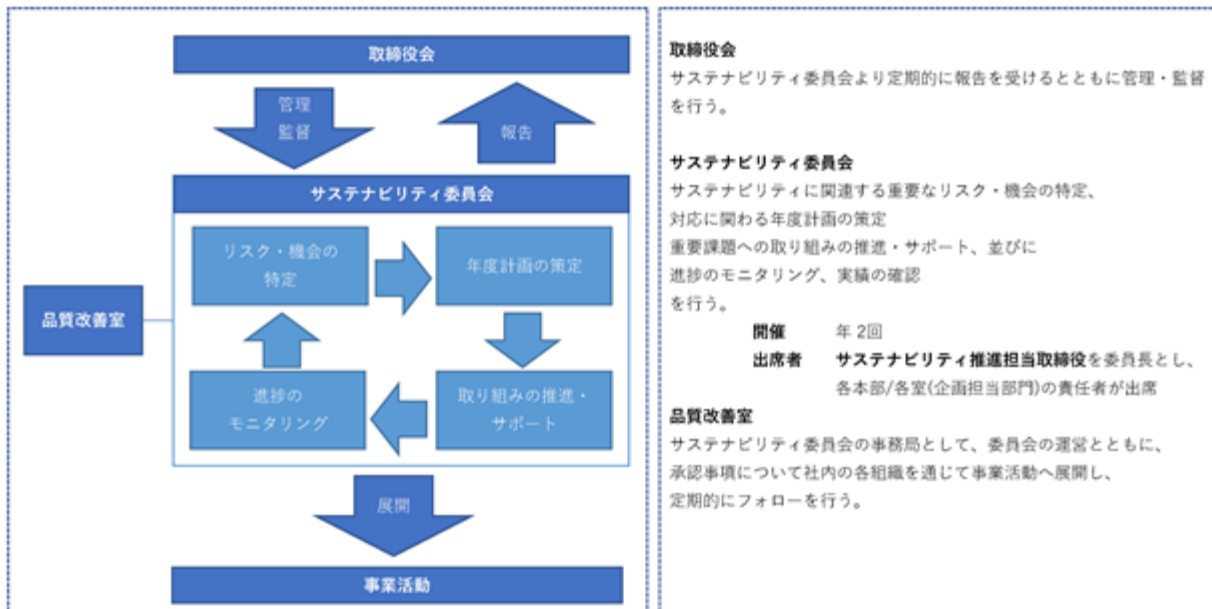 取締役会
管理
監督
報告
サステナビリティ委員会
リスク・機会の
特定
年度計画の策定
品質改善室
進捗の
モニタリング
取り組みの推進・
サポート
展開
事業活動
取締役会
サステナビリティ委員会より定期的に報告を受けるとともに管理・監督
を行う。
サステナビリティ委員会
サステナビリティに関連する重要なリスク・機会の特定、
対応に関わる年度計画の策定
重要課題への取り組みの推進・サポート、並びに
進捗のモニタリング、実績の確認
を行う。
開催 年 2回
出席者 サステナビリティ推進担当取締役を委員長とし、
各本部/各室(企画担当部門)の責任者が出席
品質改善室
サステナビリティ委員会の事務局として、委員会の運営とともに、
承認事項について社内の各組織を通じて事業活動へ展開し、
定期的にフォローを行う。